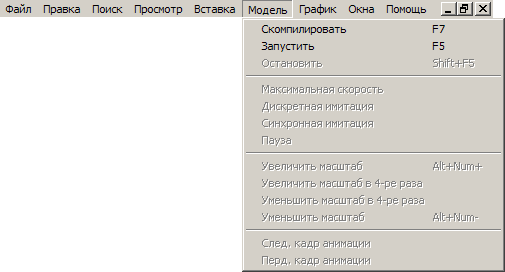 Файл Правка Поиск Просмотр Вставка Модель График Окна Помощь
Скомпилировать F7
Запустить F5
Остановить Shift+F5
Максимальная скорость
Дискретная имитация
Синхронная имитация
Пауза
Увеличить масштаб Alt+Num+
Увеличить масштаб в 4-ре раза
Уменьшить масштаб в 4-ре раза
Уменьшить масштаб Alt+Num-
След. кадр анимации
Перд. кадр анимации